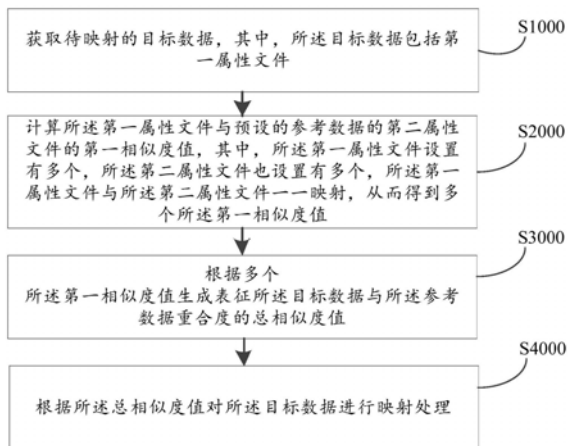 获取待映射的目标数据，其中，所述目标数据包括第
一属性文件
S1000
计算所述第一属性文件与预设的参考数据的第二属性
文件的第一相似度值，其中，所述第一属性文件设置
有多个，所述第二属性文件也设置有多个，所述第一
属性文件与所述第二属性文件一一映射，从而得到多
个所述第一相似度值
S2000
根据多个
所述第一相似度值生成表征所述目标数据与所述参考
数据重合度的总相似度值
S3000
根据所述总相似度值对所述目标数据进行映射处理
S4000